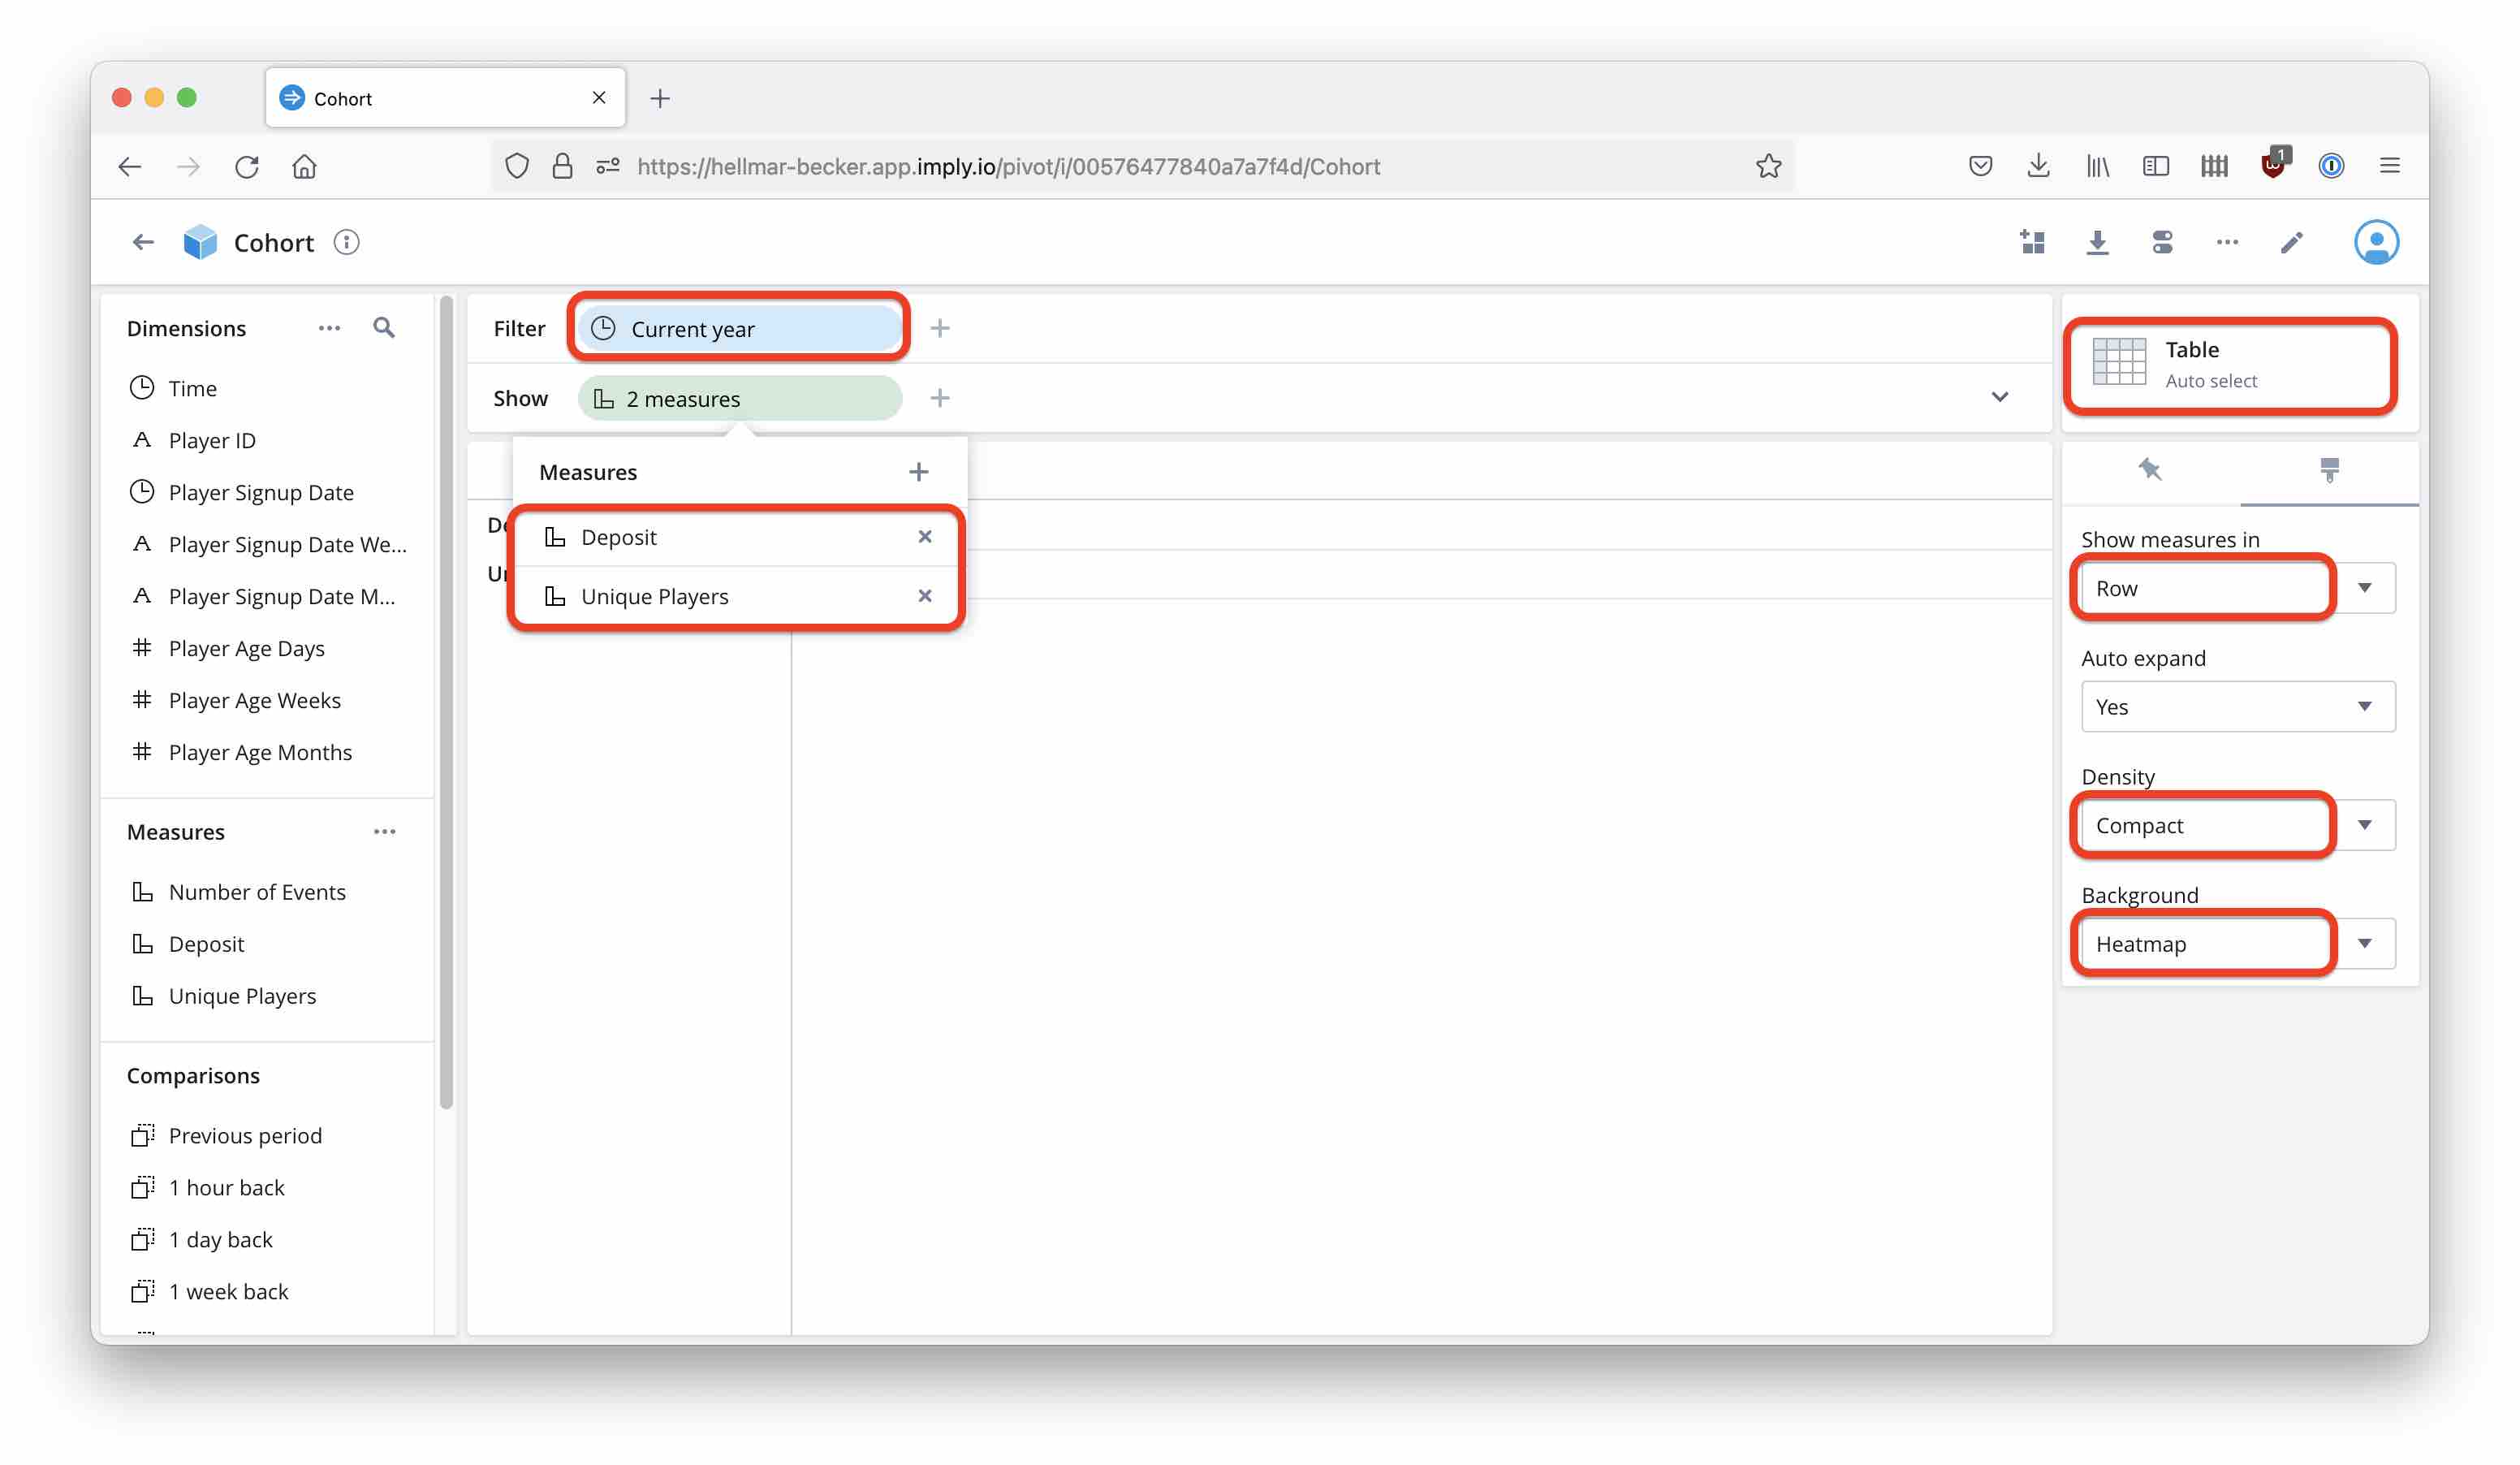 Cohort
https://hellmar-becker.app.imply.io/pivot/i/00576477840a7a7f4d/Cohort
1
Cohort
Dimensions
Time
Player ID
Player Signup Date
Player Signup Date We...
Player Signup Date M...
Player Age Days
Player Age Weeks
Player Age Months
Measures
Number of Events
Deposit
Unique Players
Comparisons
Previous period
1 hour back
1 day back
1 week back
Filter
Current year
Show
2 measures
Measures
De
Deposit
Un
Unique Players
Table
Auto select
Show measures in
Row
Auto expand
Yes
Density
Compact
Background
Heatmap